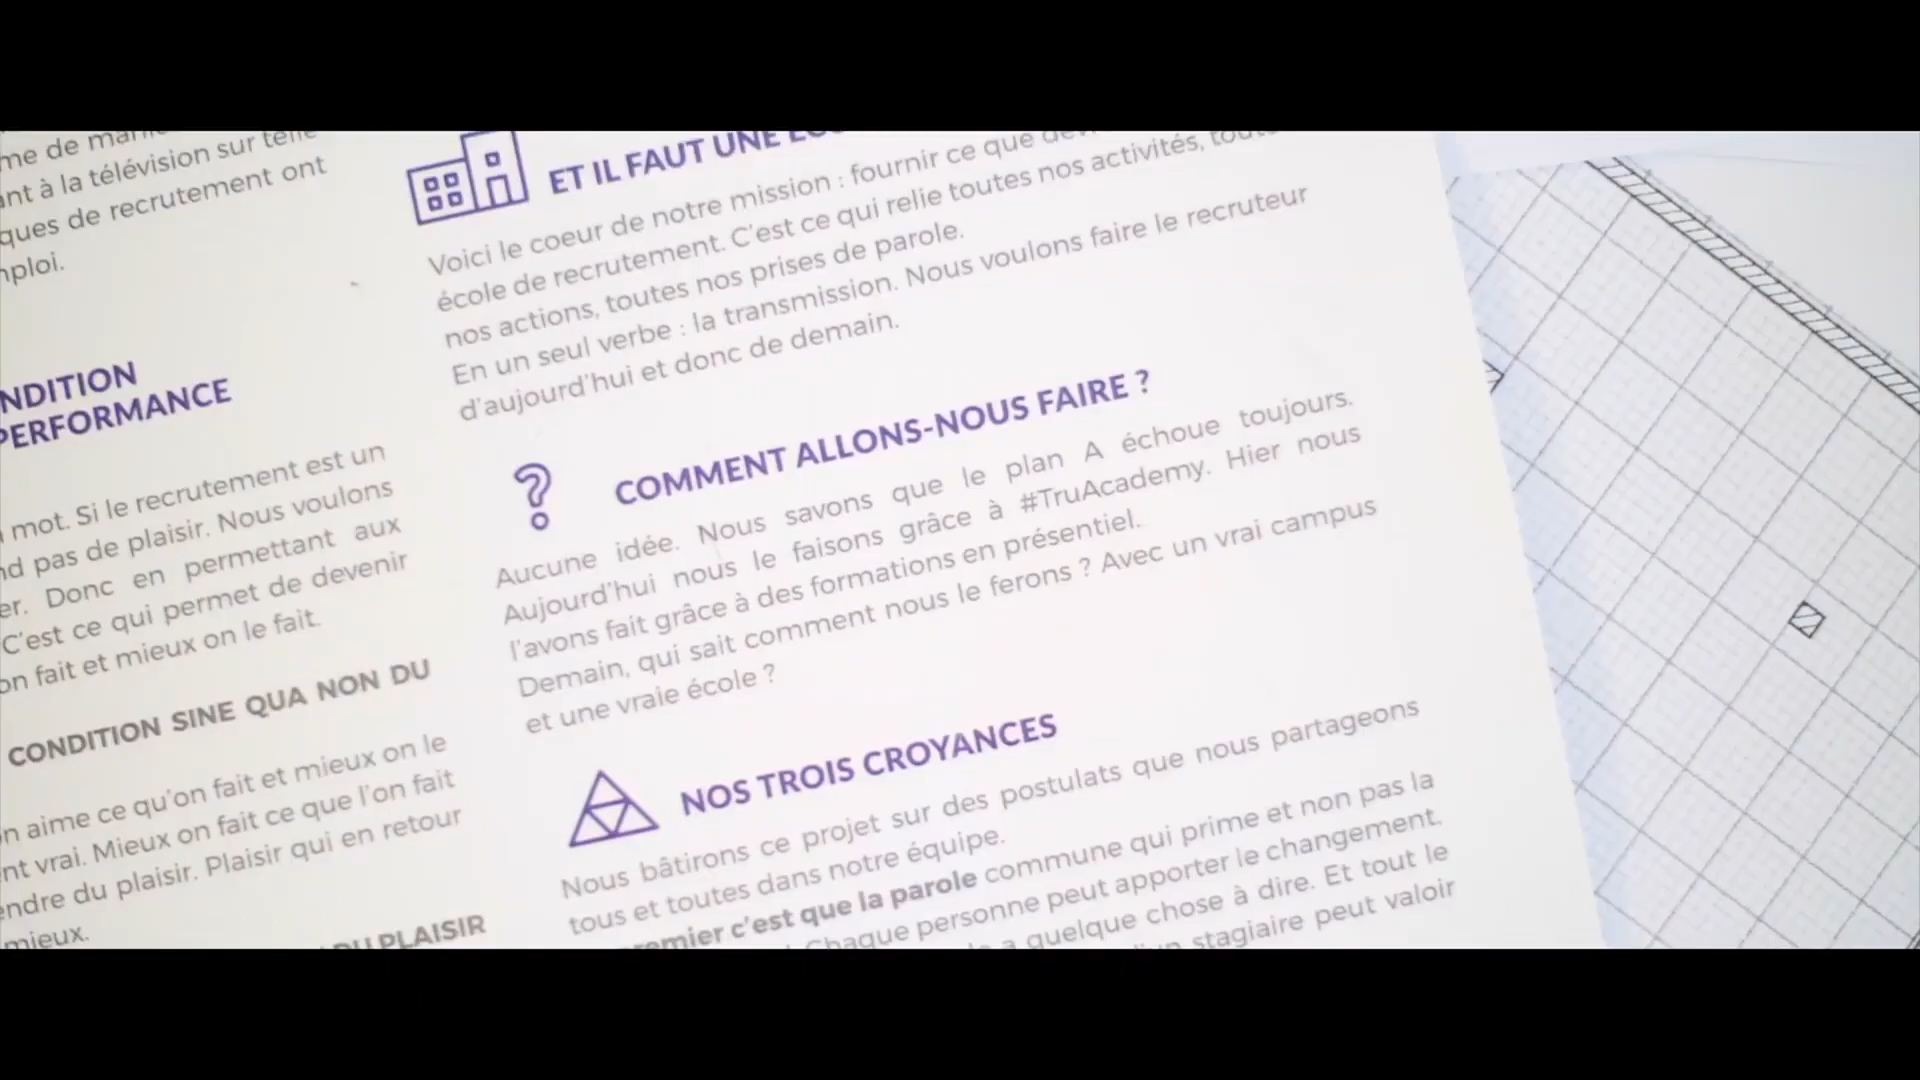 me de
ant à la télévision sur telle
ques de recrutement ont
mploi.
NDITION
PERFORMANCE
mot. Si le recrutement est un
nd pas de plaisir. Nous voulons
er. Donc en permettant aux
C'est ce qui permet de devenir
on fait et mieux on le fait.
CONDITION SINE QUA NON DU
n aime ce qu'on fait et mieux on le
nt vrai. Mieux on fait ce que l'on fait
endre du plaisir. Plaisir qui en retour
mieux.
DU PLAISIR
ET IL FAUT UNE
Voici le coeur de notre mission : fournir ce que
école de recrutement. C'est ce qui relie toutes nos activités,
nos actions, toutes nos prises de parole.
En un seul verbe : la transmission. Nous voulons faire le recruteur
d'aujourd'hui et donc de demain.
COMMENT ALLONS-NOUS FAIRE ?
Aucune idée. Nous savons que le plan A échoue toujours.
Aujourd'hui nous le faisons grâce à #TruAcademy. Hier nous
l'avons fait grâce à des formations en présentiel.
Demain, qui sait comment nous le ferons ? Avec un vrai campus
et une vraie école ?
NOS TROIS CROYANCES
Nous bâtirons ce projet sur des postulats que nous partageons
tous et toutes dans notre équipe.
premier c'est que la parole commune qui prime et non pas la
Chaque personne peut apporter le changement.
a quelque chose à dire. Et tout le
stagiaire peut valoir